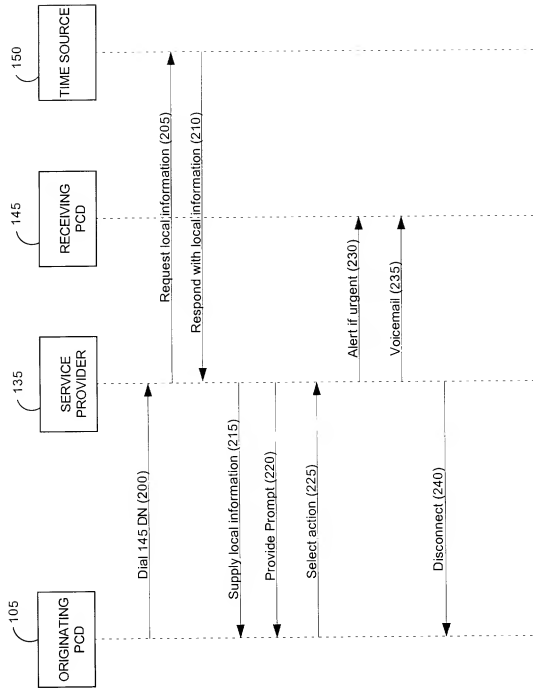 105
ORIGINATING
PCD
135
SERVICE
PROVIDER
145
RECEIVING
PCD
150
TIME SOURCE
Dial 145 DN (200)
Request local information (205)
Respond with local information (210)
Supply local information (215)
Provide Prompt (220)
Select action (225)
Alert if urgent (230)
Voicemail (235)
Disconnect (240)